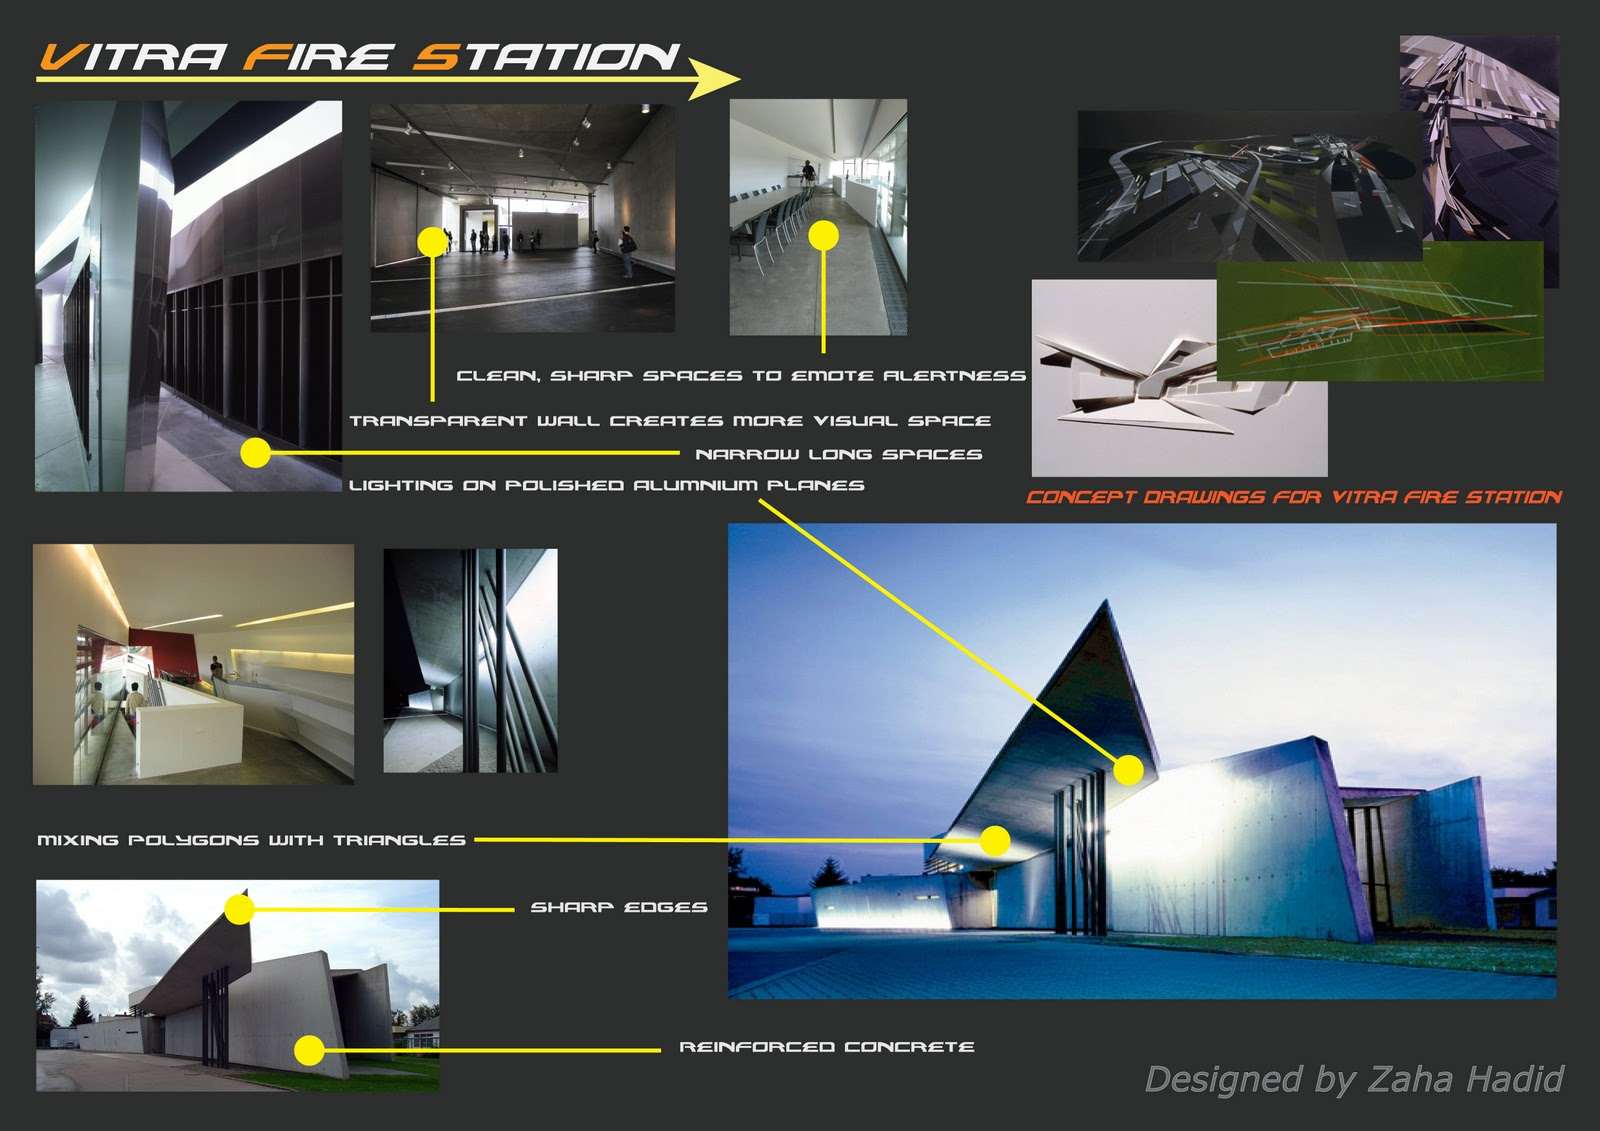 VITRA FIRE STATION
CLEAN, SHARP SPACES TO EMOTE ALERTNESS
TRANSPARENT WALL CREATES MORE VISUAL SPACE
NARROW LONG SPACES
LIGHTING ON POLISHED ALUMNIUM PLANES
CONCEPT DRAWINGS FOR VITRA FIRE STATION
MIXING POLYGONS WITH TRIANGLES
SHARP EDGES
REINFORCED CONCRETE
Designed by Zaha Hadid